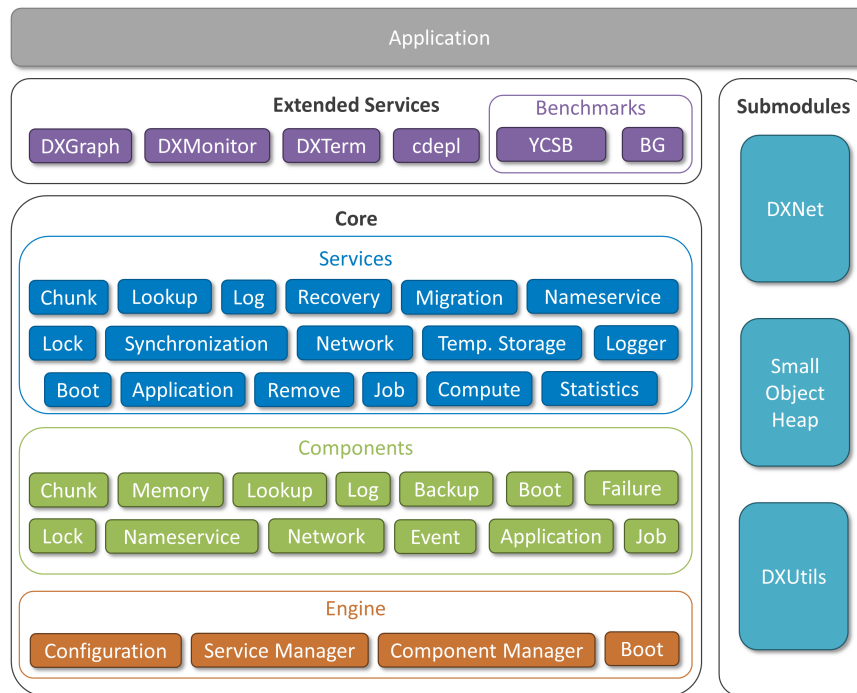 Application
Extended Services
Benchmarks
DXGraph DXMonitor DXTerm cdepl YCSB BG
Core
Services
Chunk Lookup Log Recovery Migration Nameservice
Lock Synchronization Network Temp. Storage Logger
Boot Application Remove Job Compute Statistics
Components
Chunk Memory Lookup Log Backup Boot Failure
Lock Nameservice Network Event Application Job
Engine
Configuration Service Manager Component Manager Boot
Submodules
DXNet
Small
Object
Heap
DXUtils